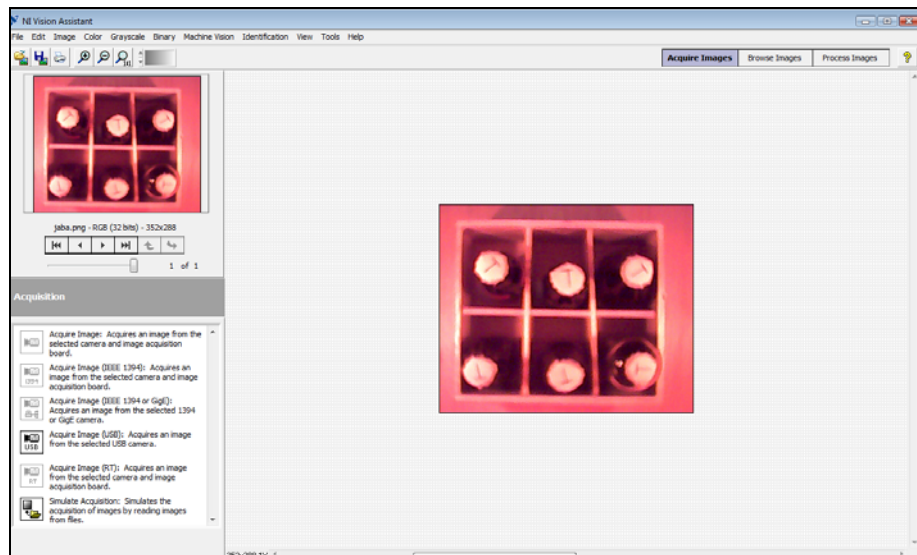 NI Vision Assistant
File Edit Image Color Grayscale Binary Machine Vision Identification View Tools Help
Acquire Images Browse Images Process Images
jaba.png - RGB (32 bits) - 352x288
1 of 1
Acquisition
Acquire Image: Acquires an image from the
selected camera and image acquisition
board.
Acquire Image (IEEE 1394): Acquires an
image from the selected camera and image
acquisition board.
Acquire Image (IEEE 1394 or GigE):
Acquires an image from the selected 1394
or GigE camera.
Acquire Image (USB): Acquires an image
from the selected USB camera.
USB
Acquire Image (RT): Acquires an image
from the selected camera and image
acquisition board.
RT
Simulate Acquisition: Simulates the
acquisition of images by reading images
from files.